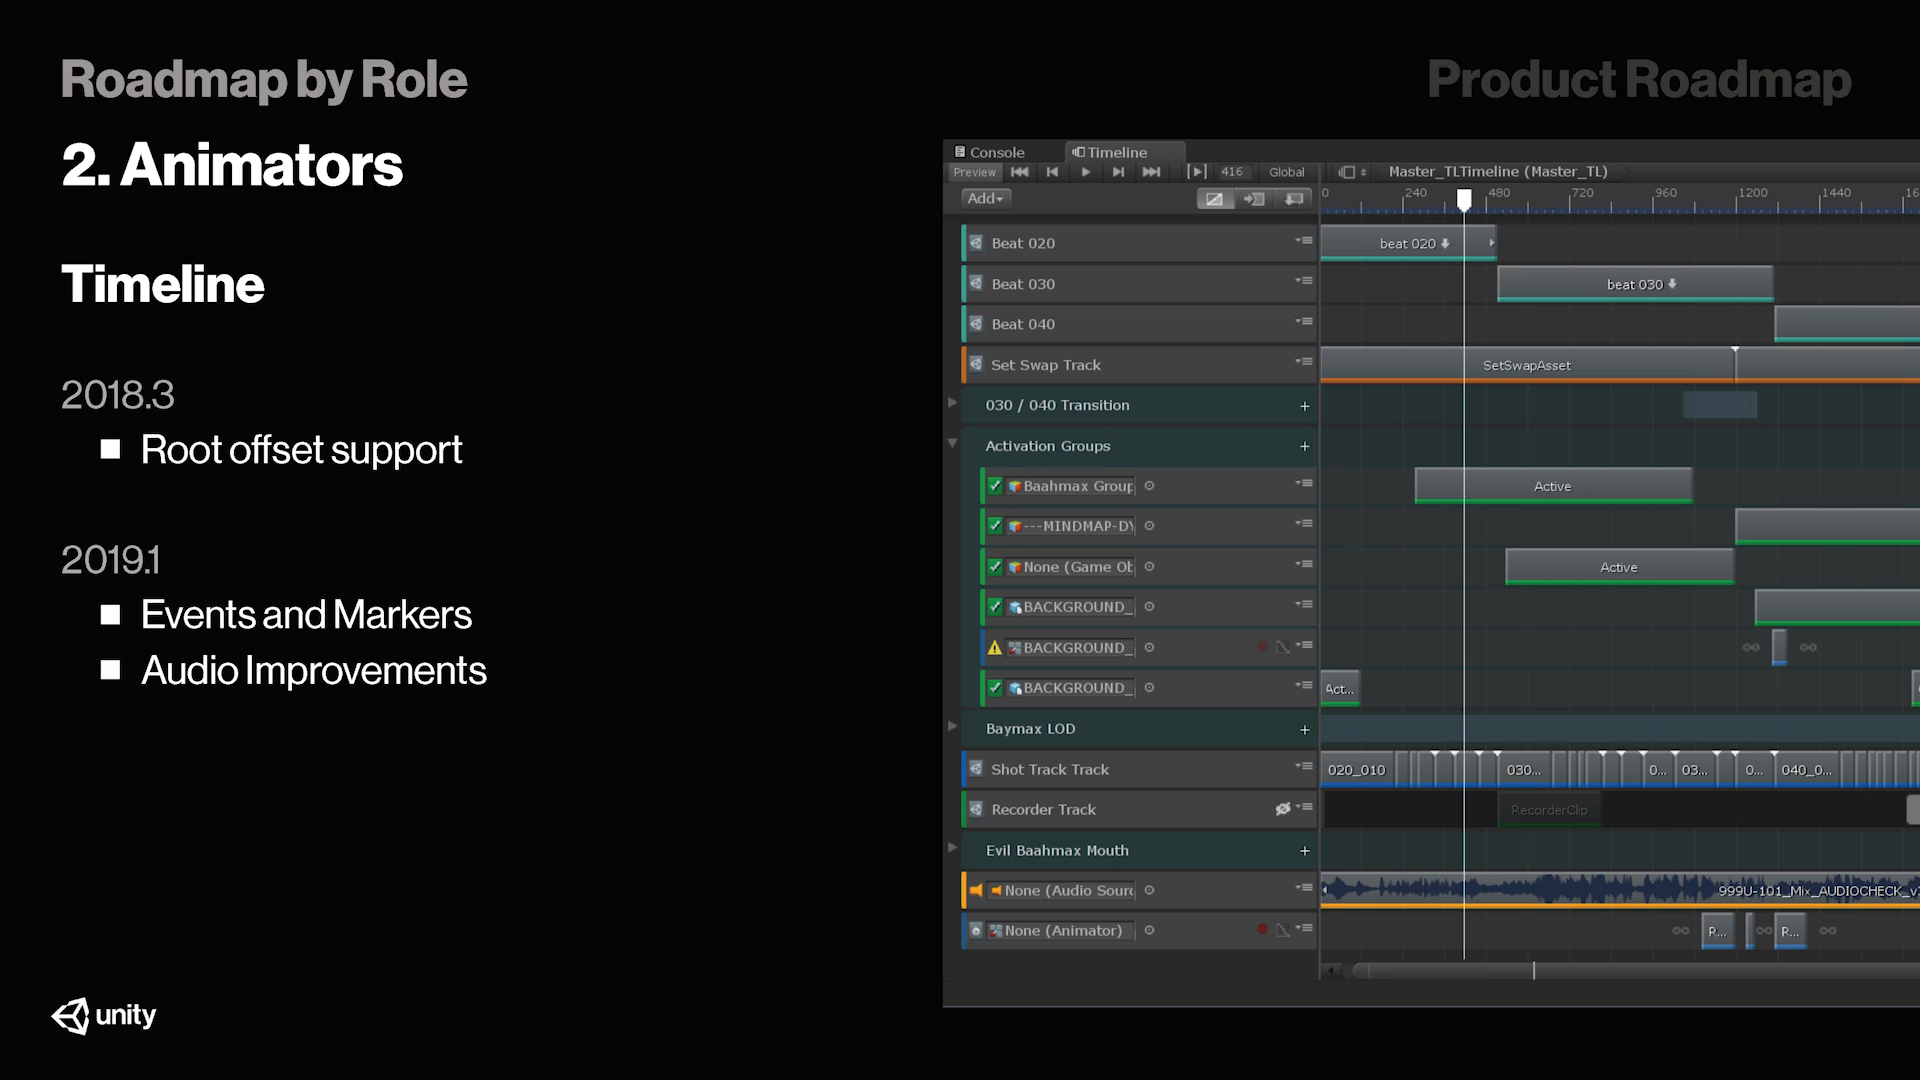 Roadmap by Role
Product Roadmap
2. Animators
Timeline
2018.3
Root offset support
2019.1
Events and Markers
Audio Improvements
unity
Console
Timeline
Preview
416
Global
Master_TLTimeline (Master_TL)
Add
0 240 480 720 960 1200 1440
Beat 020
beat 020
Beat 030
beat 030
Beat 040
Set Swap Track
SetSwapAsset
030 / 040 Transition
Activation Groups
Baahmax Group
Active
---MINDMAP-DY
None (Game Ob
Active
BACKGROUND_
BACKGROUND_
BACKGROUND_
Act...
Baymax LOD
Shot Track Track
020_010 030... 0... 03... 0... 040_0...
Recorder Track
RecorderClip
Evil Baahmax Mouth
None (Audio Sourc
999U-101_Mix_AUDIOCHECK_v
None (Animator)
R... R...